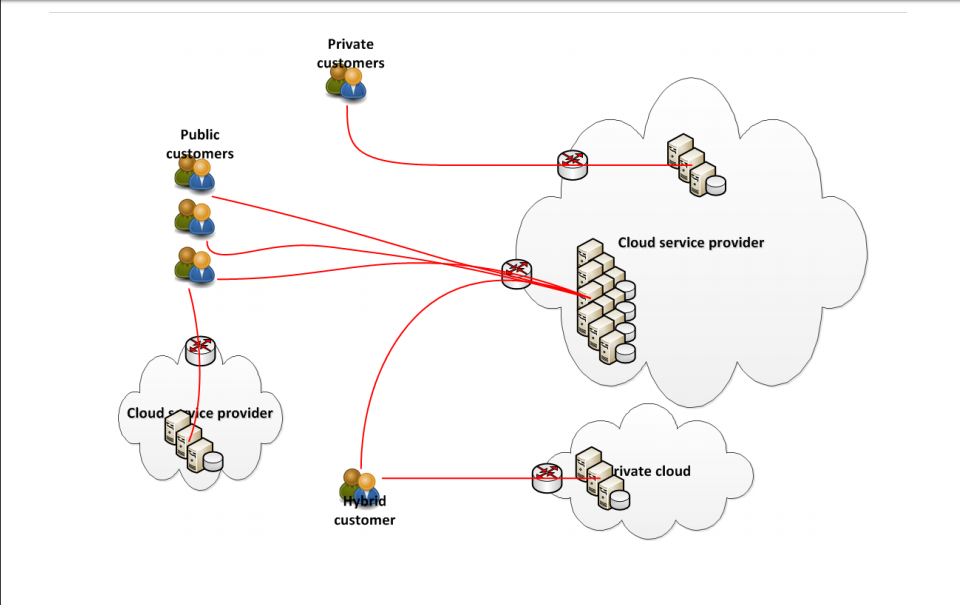 Private
customers
Public
customers
Cloud service provider
Cloud service provider
rivate cloud
Hybrid
customer